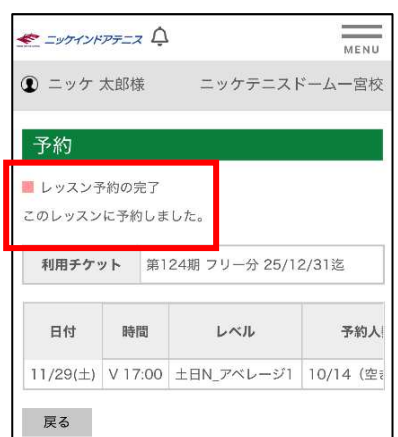 ニッケインドアテニス
MENU
ニッケ 太郎様 ニッケテニスドーム一宮校
予約
レッスン予約の完了
このレッスンに予約しました。
利用チケット 第124期 フリー分 25/12/31迄
日付 時間 レベル 予約人
11/29(土) V 17:00 土日N_アベレージ1 10/14（空
戻る